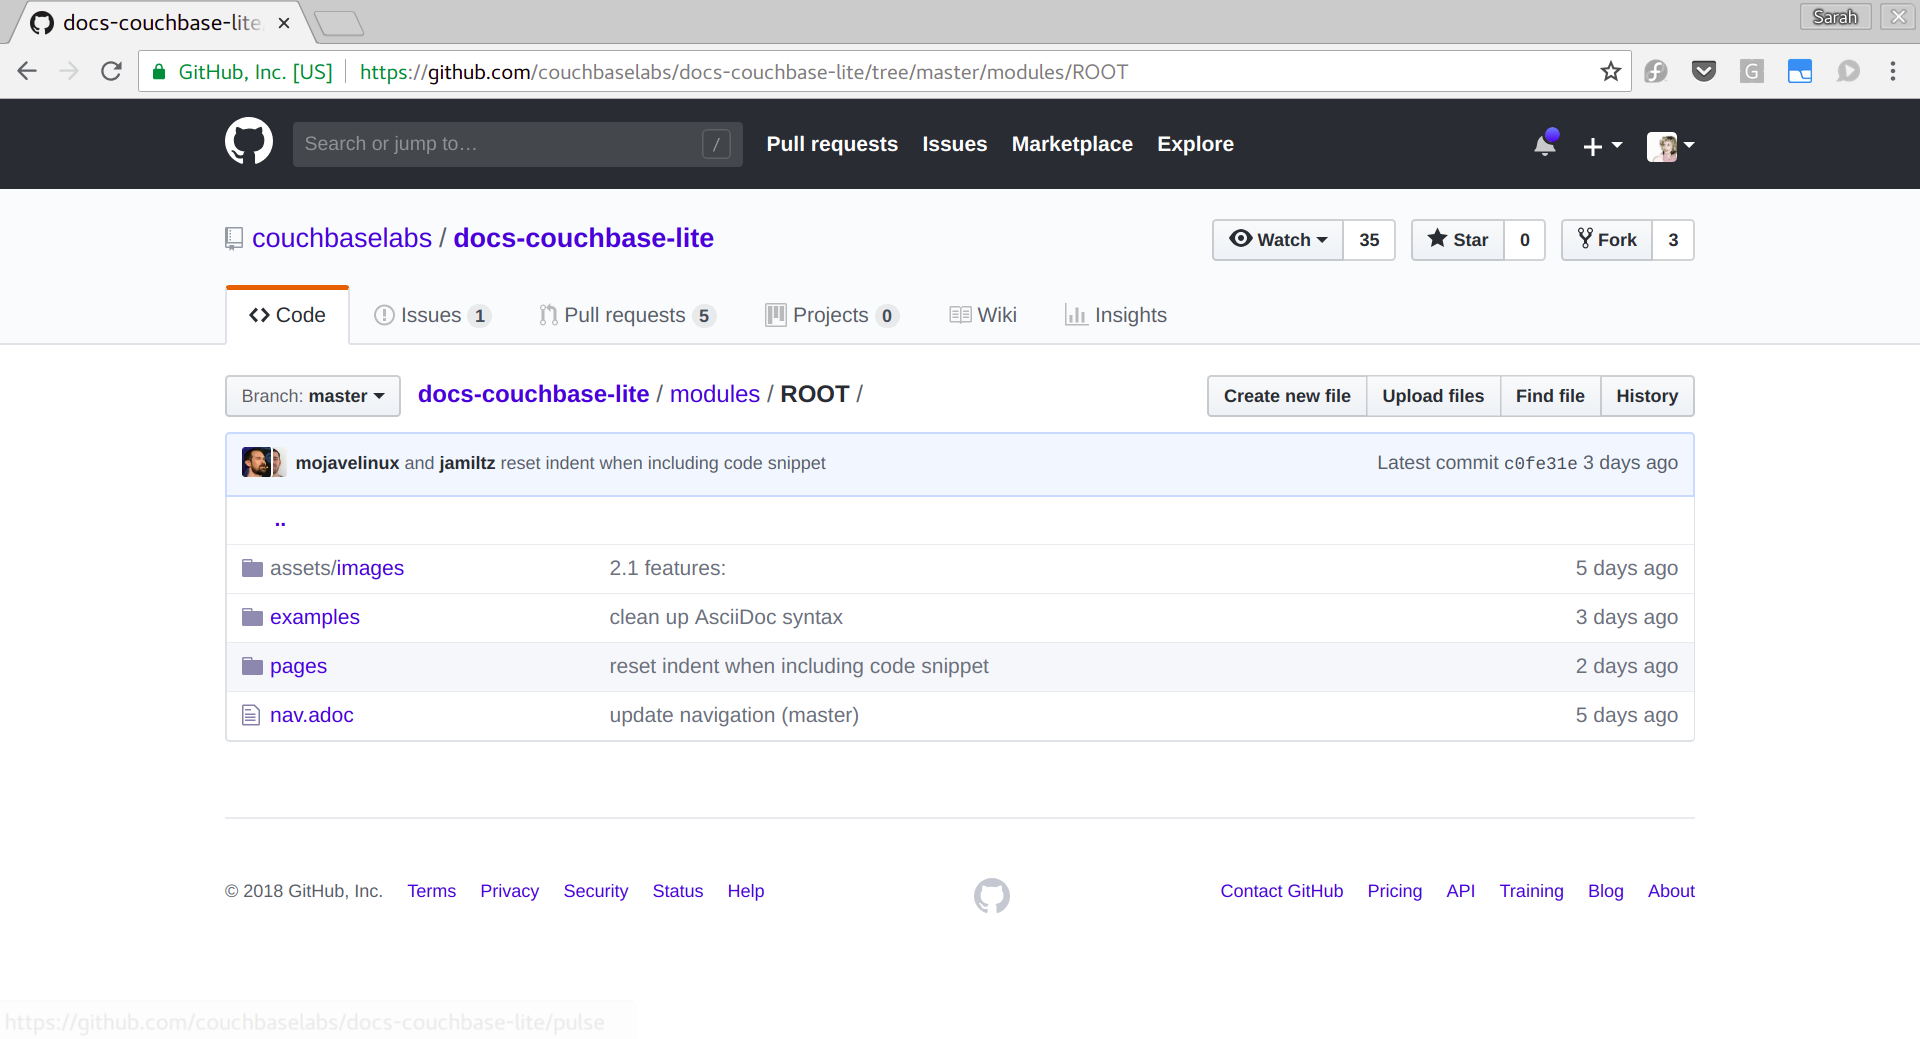 docs-couchbase-lite
Sarah
GitHub, Inc. [US] https://github.com/couchbaselabs/docs-couchbase-lite/tree/master/modules/ROOT
G
Search or jump to… / Pull requests Issues Marketplace Explore
couchbaselabs / docs-couchbase-lite Watch 35 Star 0 Fork 3
Code Issues 1 Pull requests 5 Projects 0 Wiki Insights
Branch: master docs-couchbase-lite / modules / ROOT / Create new file Upload files Find file History
mojavelinux and jamiltz reset indent when including code snippet Latest commit c0fe31e 3 days ago
..
assets/images 2.1 features: 5 days ago
examples clean up AsciiDoc syntax 3 days ago
pages reset indent when including code snippet 2 days ago
nav.adoc update navigation (master) 5 days ago
© 2018 GitHub, Inc. Terms Privacy Security Status Help Contact GitHub Pricing API Training Blog About
https://github.com/couchbaselabs/docs-couchbase-lite/pulse